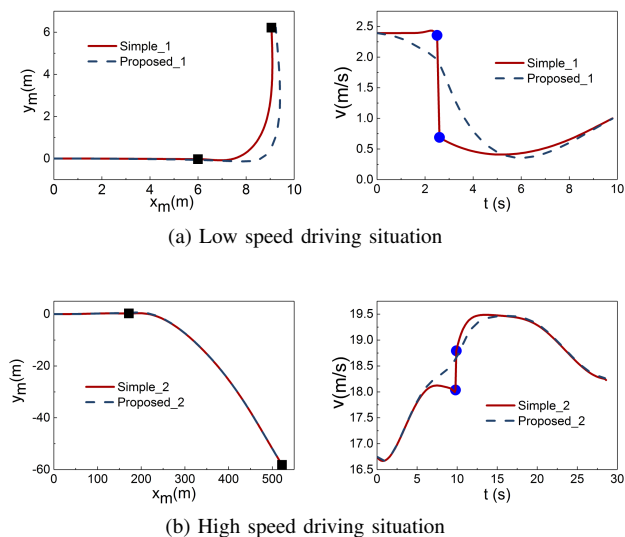 6
4
2
0
y_m(m)
Simple_1
Proposed_1
0 2 4 6 8 10
x_m(m)
2.5
2.0
1.5
1.0
0.5
0.0
v(m/s)
Simple_1
Proposed_1
0 2 4 6 8 10
t (s)
(a) Low speed driving situation
0
-20
-40
-60
y_m(m)
Simple_2
Proposed_2
0 100 200 300 400 500
x_m(m)
19.5
19.0
18.5
18.0
17.5
17.0
16.5
v(m/s)
Simple_2
Proposed_2
0 5 10 15 20 25 30
t (s)
(b) High speed driving situation